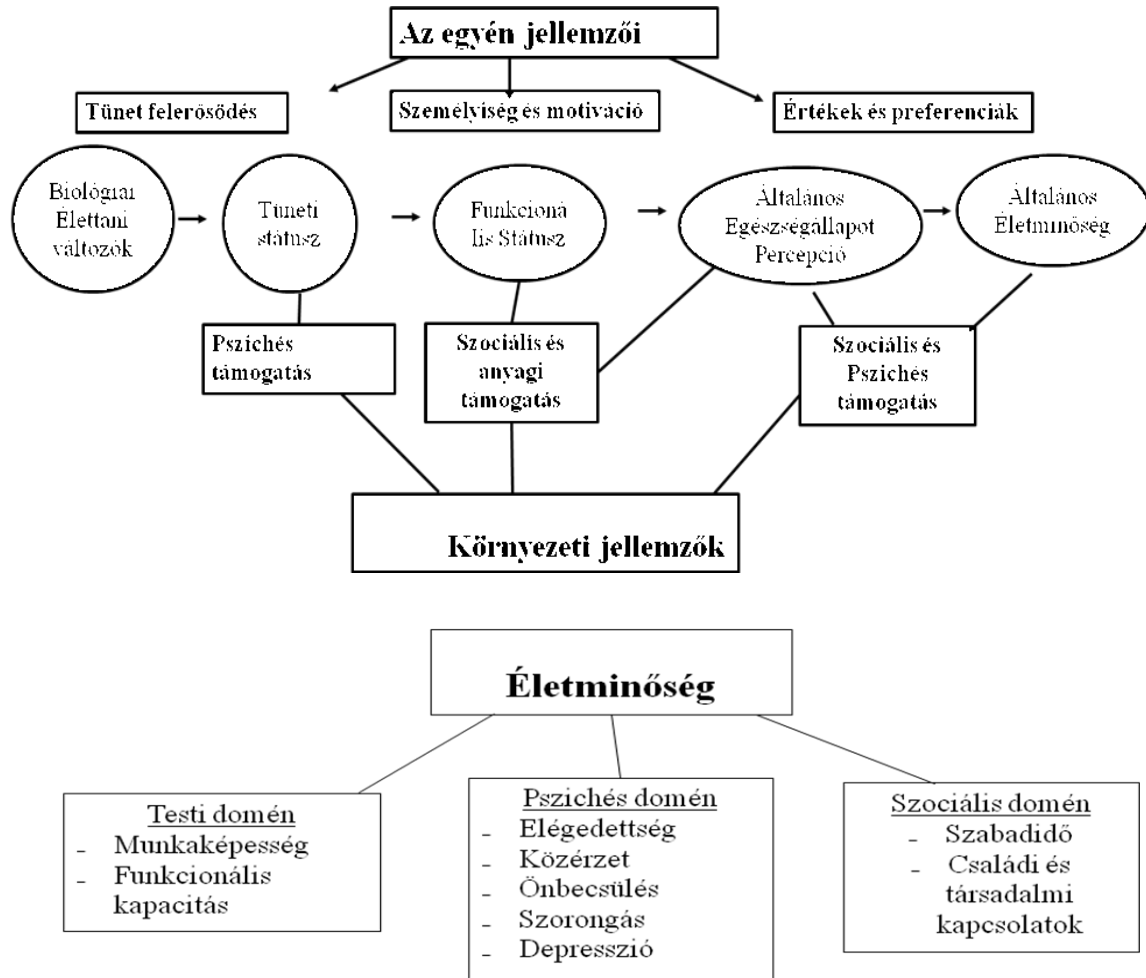 Az egyén jellemzői
Tünet felerősödés
Személyiség és motiváció
Értékek és preferenciák
Biológiai
Élettani
változók
Tüneti
státusz
Funkcioná
lis Státusz
Általános
Egészségállapot
Percepció
Általános
Életminőség
Pszichés
támogatás
Szociális és
anyagi
támogatás
Szociális és
Pszichés
támogatás
Környezeti jellemzők
Életminőség
Testi domén
- Munkaképesség
- Funkcionális
kapacitás
Pszichés domén
- Elégedettség
- Közérzet
- Önbecsülés
- Szorongás
- Depresszió
Szociális domén
- Szabadidő
- Családi és
társadalmi
kapcsolatok